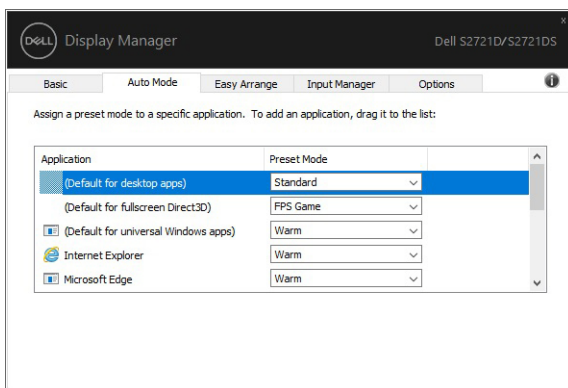 DELL Display Manager Dell S2721D/S2721DS
x
Basic Auto Mode Easy Arrange Input Manager Options i
Assign a preset mode to a specific application. To add an application, drag it to the list:
Application Preset Mode
(Default for desktop apps) Standard
(Default for fullscreen Direct3D) FPS Game
(Default for universal Windows apps) Warm
Internet Explorer Warm
Microsoft Edge Warm